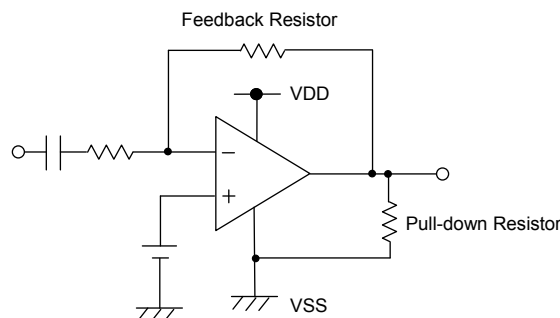 Feedback Resistor
VDD
−
+
Pull-down Resistor
VSS